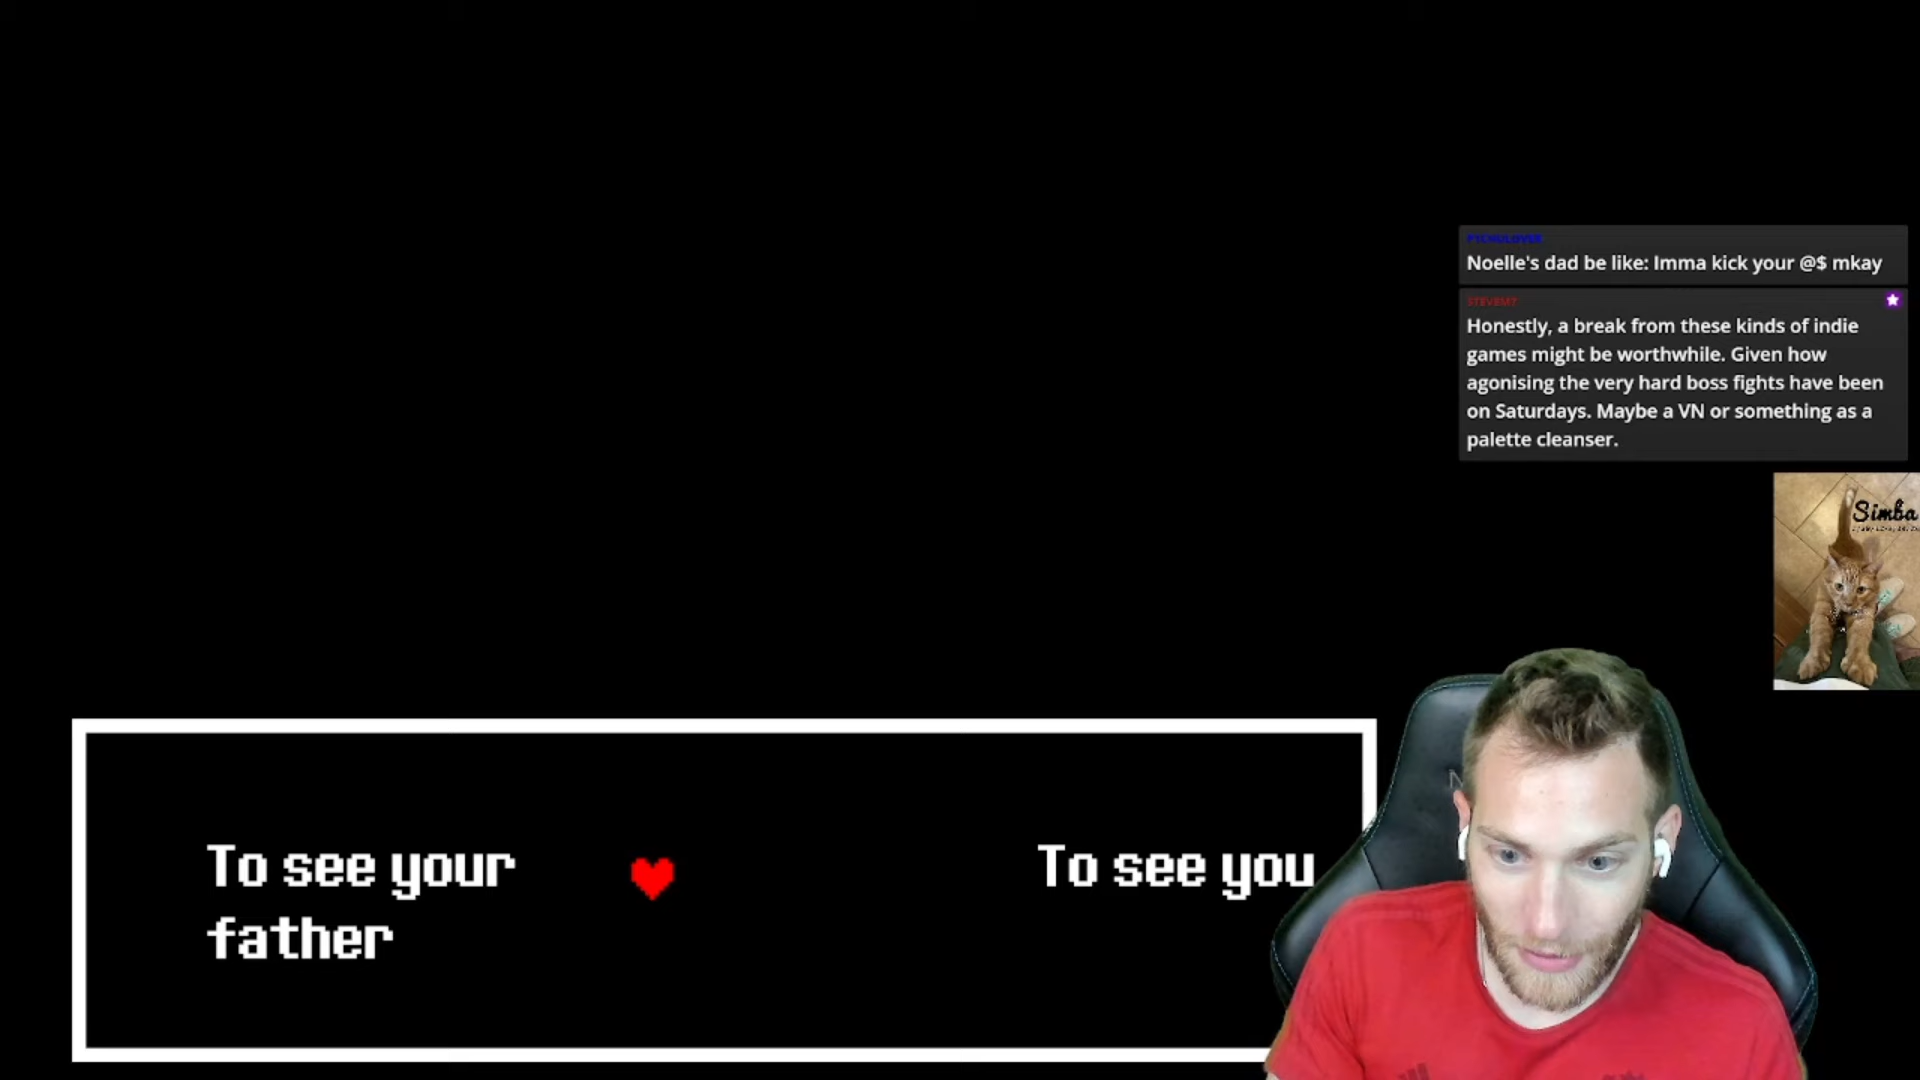 PICHULOVER
Noelle's dad be like: Imma kick your @$ mkay
STEVEM7
Honestly, a break from these kinds of indie
games might be worthwhile. Given how
agonising the very hard boss fights have been
on Saturdays. Maybe a VN or something as a
palette cleanser.
Simba
To see your
father
To see you